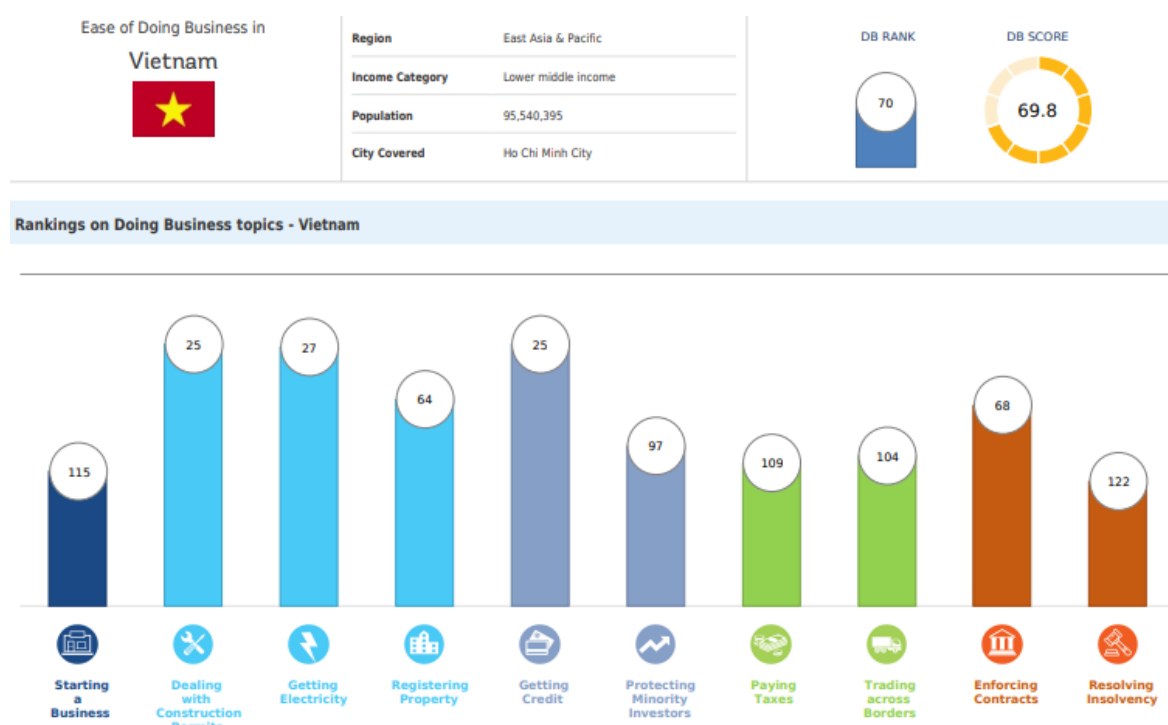 Ease of Doing Business in
Vietnam
Region East Asia & Pacific
Income Category Lower middle income
Population 95,540,395
City Covered Ho Chi Minh City
DB RANK
70
DB SCORE
69.8
Rankings on Doing Business topics - Vietnam
115
25
27
64
25
97
109
104
68
122
Starting
a
Business
Dealing
with
Construction
Permits
Getting
Electricity
Registering
Property
Getting
Credit
Protecting
Minority
Investors
Paying
Taxes
Trading
across
Borders
Enforcing
Contracts
Resolving
Insolvency